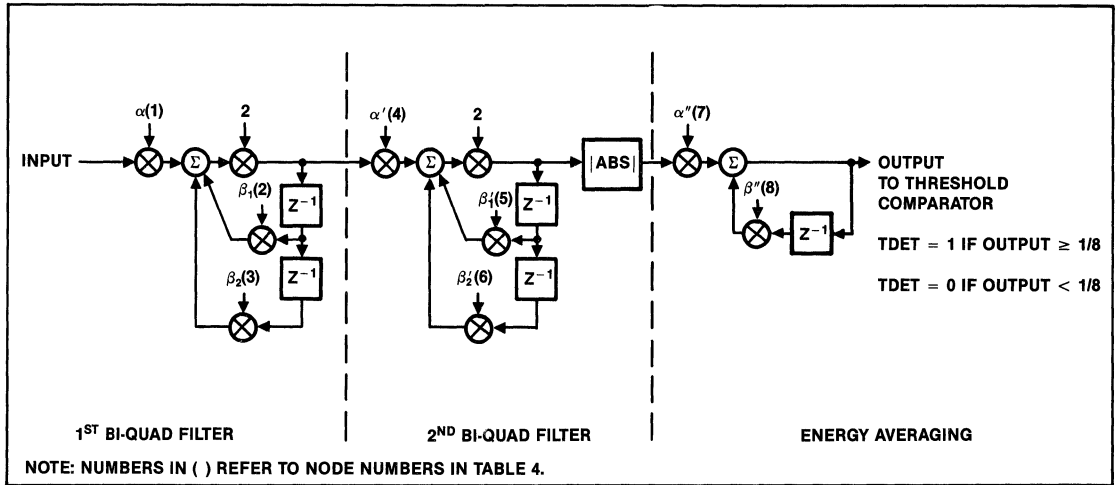 α(1)
2
α′(4)
2
α″(7)
INPUT
Σ
Σ
|ABS|
Σ
OUTPUT
TO THRESHOLD
COMPARATOR
β₁(2)
Z⁻¹
β₁′(5)
Z⁻¹
β″(8)
Z⁻¹
TDET = 1 IF OUTPUT ≥ 1/8
β₂(3)
Z⁻¹
β₂′(6)
Z⁻¹
TDET = 0 IF OUTPUT < 1/8
1ST BI-QUAD FILTER
2ND BI-QUAD FILTER
ENERGY AVERAGING
NOTE: NUMBERS IN ( ) REFER TO NODE NUMBERS IN TABLE 4.